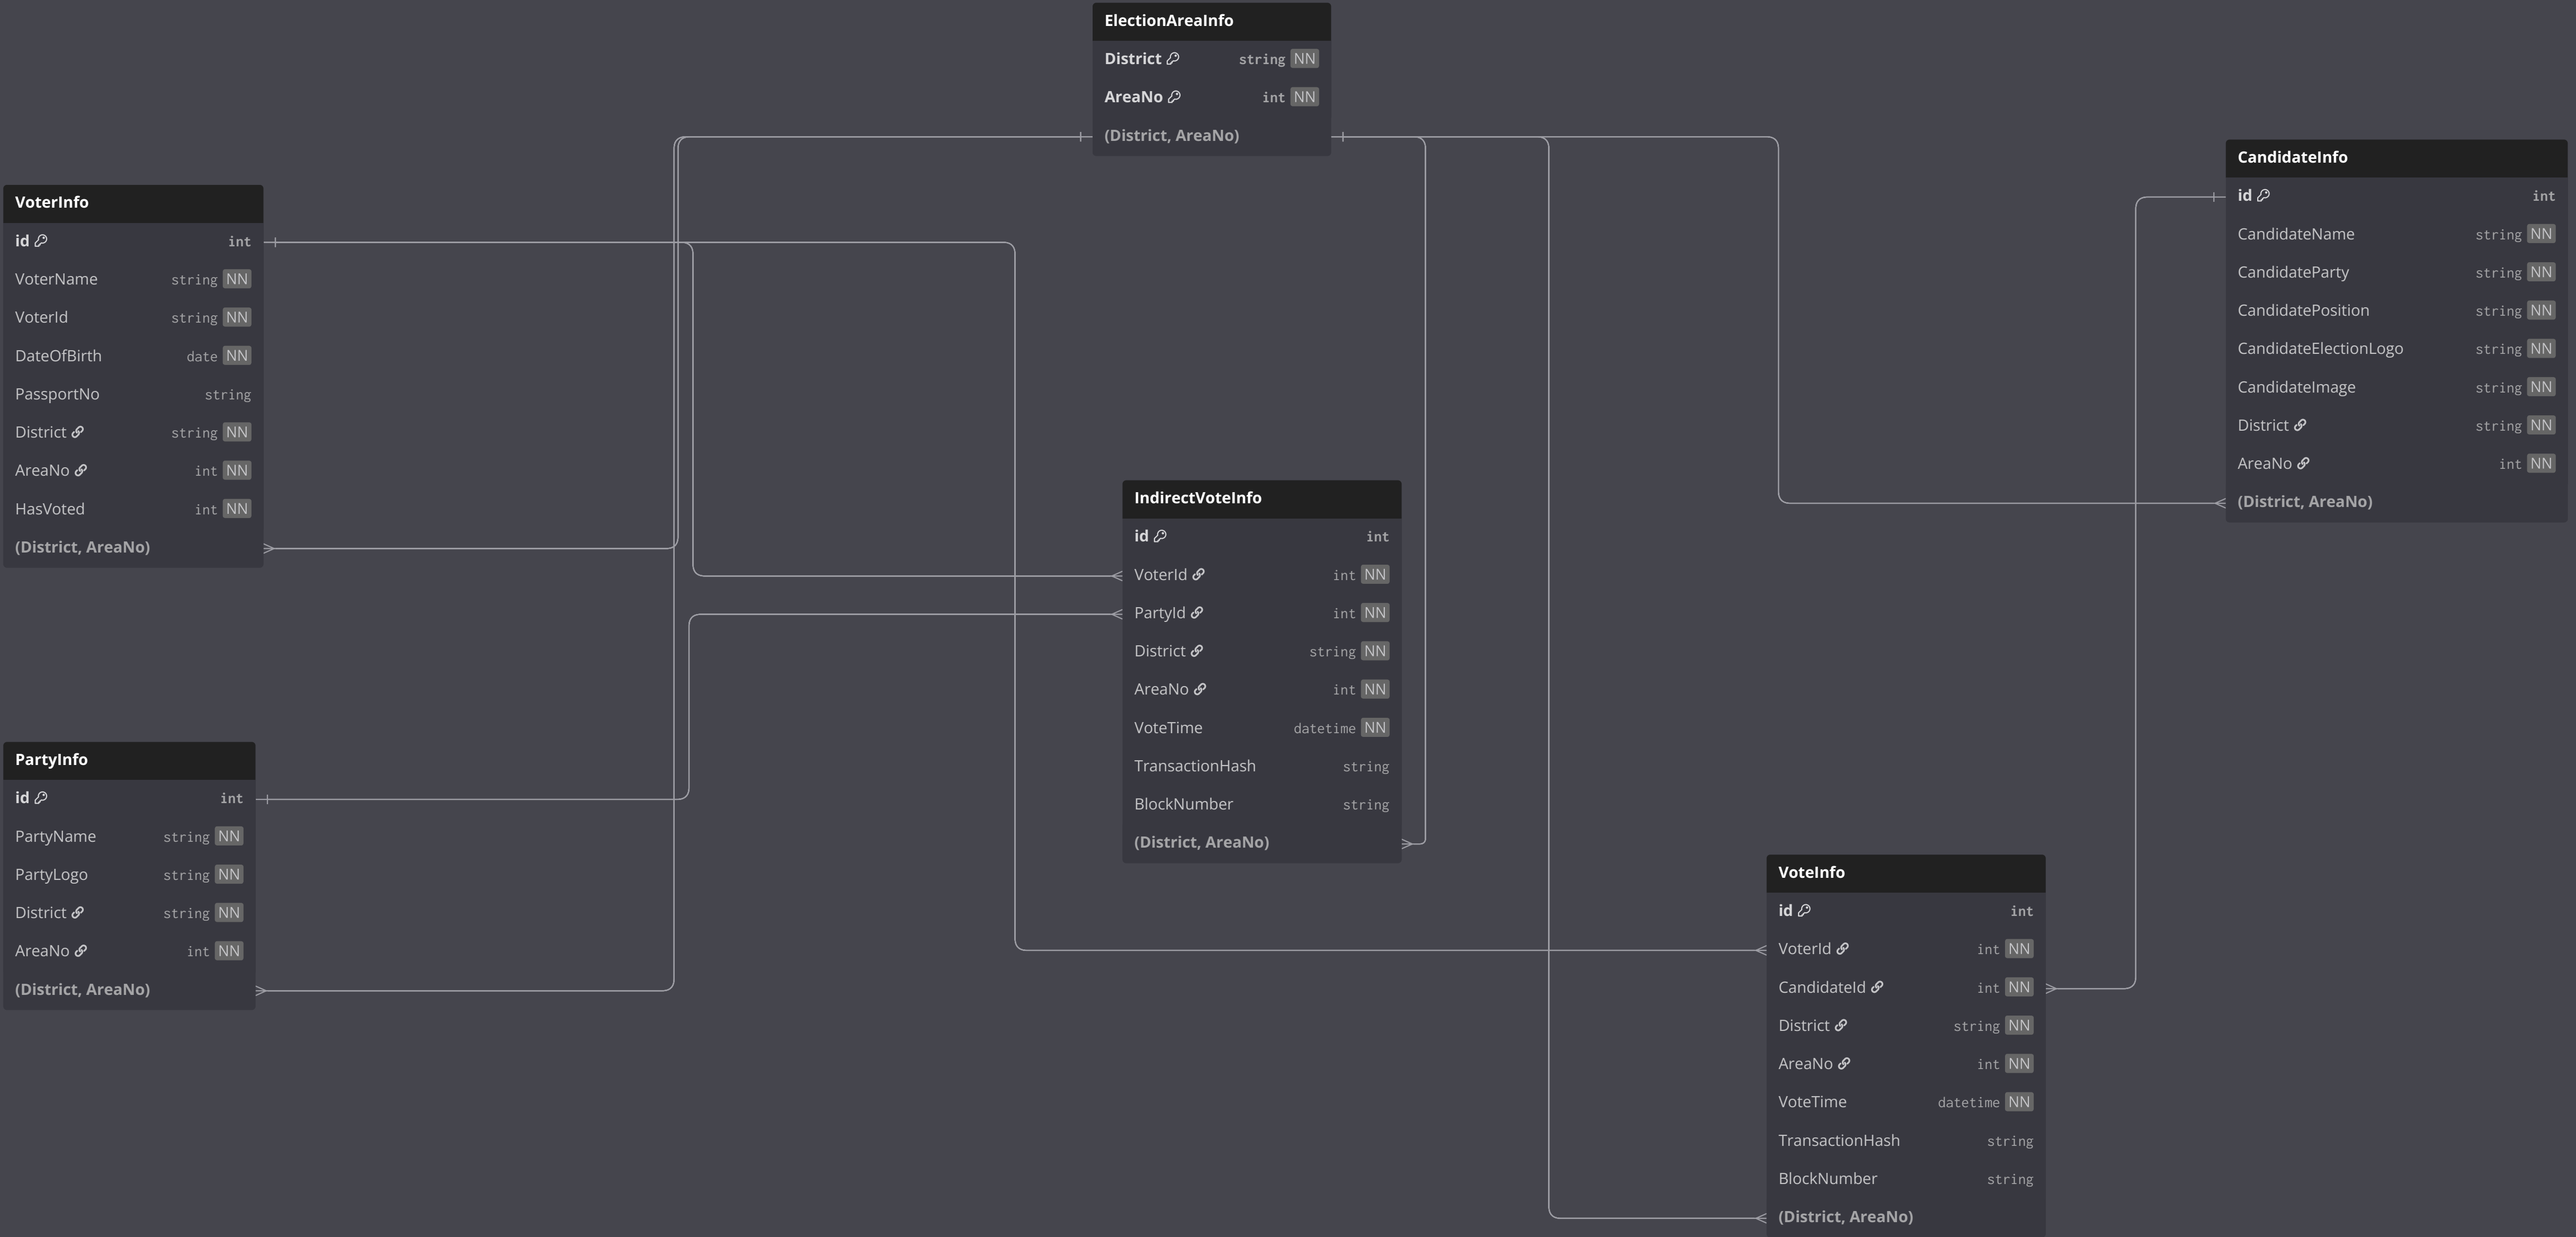 ElectionAreaInfo
District string NN
AreaNo int NN
(District, AreaNo)
CandidateInfo
id int
CandidateName string NN
CandidateParty string NN
CandidatePosition string NN
CandidateElectionLogo string NN
CandidateImage string NN
District string NN
AreaNo int NN
(District, AreaNo)
VoterInfo
id int
VoterName string NN
VoterId string NN
DateOfBirth date NN
PassportNo string
District string NN
AreaNo int NN
HasVoted int NN
(District, AreaNo)
IndirectVoteInfo
id int
VoterId int NN
PartyId int NN
District string NN
AreaNo int NN
VoteTime datetime NN
TransactionHash string
BlockNumber string
(District, AreaNo)
PartyInfo
id int
PartyName string NN
PartyLogo string NN
District string NN
AreaNo int NN
(District, AreaNo)
VoteInfo
id int
VoterId int NN
CandidateId int NN
District string NN
AreaNo int NN
VoteTime datetime NN
TransactionHash string
BlockNumber string
(District, AreaNo)